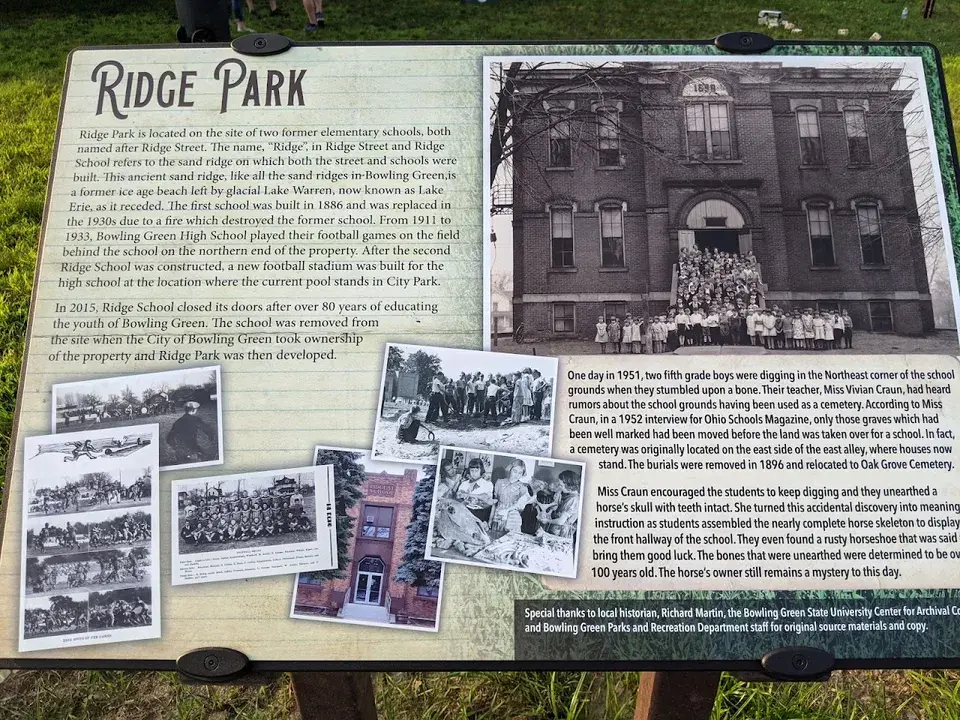 RIDGE PARK
Ridge Park is located on the site of two former elementary schools, both
named after Ridge Street. The name, “Ridge”, in Ridge Street and Ridge
School refers to the sand ridge on which both the street and schools were
built. This ancient sand ridge, like all the sand ridges in Bowling Green,is
a former ice age beach left by glacial Lake Warren, now known as Lake
Erie, as it receded. The first school was built in 1886 and was replaced in
the 1930s due to a fire which destroyed the former school. From 1911 to
1933, Bowling Green High School played their football games on the field
behind the school on the northern end of the property. After the second
Ridge School was constructed, a new football stadium was built for the
high school at the location where the current pool stands in City Park.
In 2015, Ridge School closed its doors after over 80 years of educating
the youth of Bowling Green. The school was removed from
the site when the City of Bowling Green took ownership
of the property and Ridge Park was then developed.
One day in 1951, two fifth grade boys were digging in the Northeast corner of the school
grounds when they stumbled upon a bone. Their teacher, Miss Vivian Craun, had heard
rumors about the school grounds having been used as a cemetery. According to Miss
Craun, in a 1952 interview for Ohio Schools Magazine, only those graves which had
been well marked had been moved before the land was taken over for a school. In fact,
a cemetery was originally located on the east side of the east alley, where houses now
stand. The burials were removed in 1896 and relocated to Oak Grove Cemetery.
Miss Craun encouraged the students to keep digging and they unearthed a
horse's skull with teeth intact. She turned this accidental discovery into meaning
instruction as students assembled the nearly complete horse skeleton to display
the front hallway of the school. They even found a rusty horseshoe that was said
bring them good luck. The bones that were unearthed were determined to be ov
100 years old. The horse's owner still remains a mystery to this day.
Special thanks to local historian, Richard Martin, the Bowling Green State University Center for Archival Co
and Bowling Green Parks and Recreation Department staff for original source materials and copy.